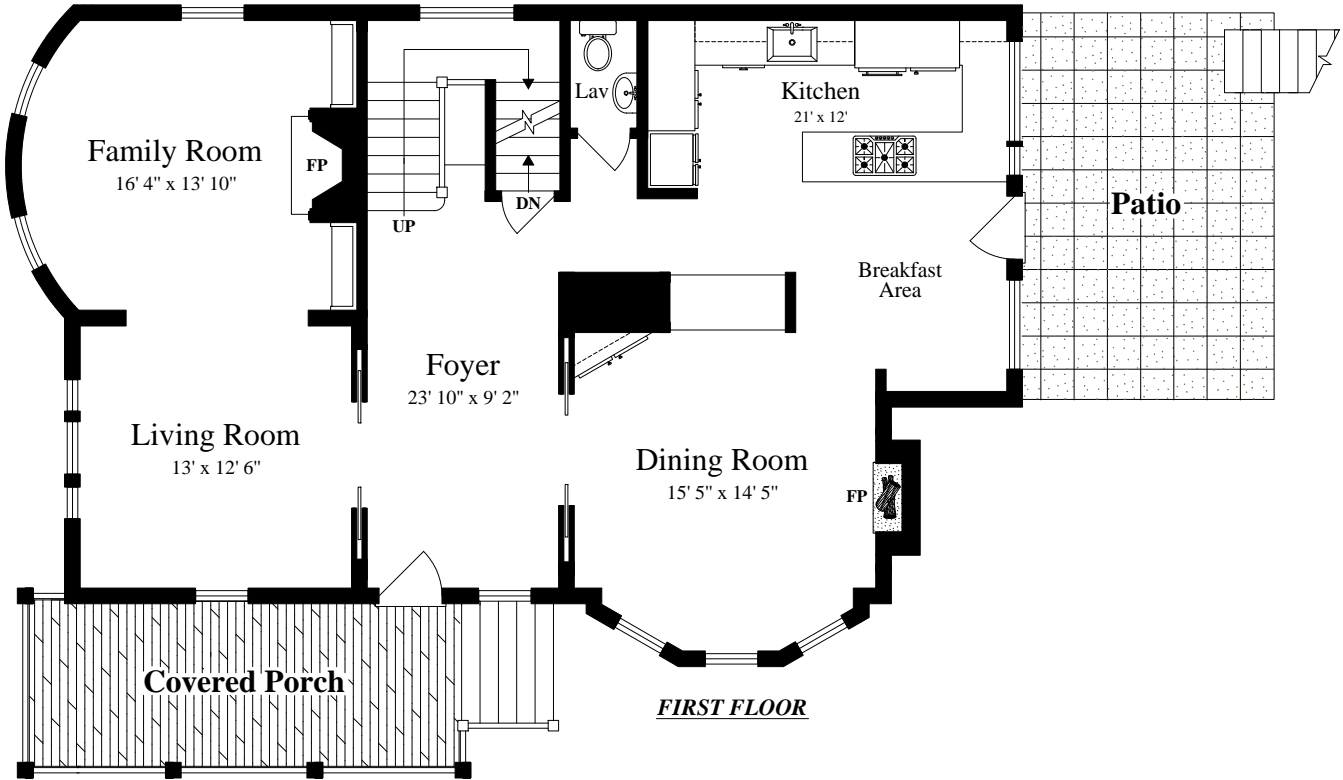 Family Room
16' 4" x 13' 10"
FP
UP
DN
Lav
Kitchen
21' x 12'
Patio
Breakfast
Area
Foyer
23' 10" x 9' 2"
Living Room
13' x 12' 6"
Dining Room
15' 5" x 14' 5"
FP
Covered Porch
FIRST FLOOR